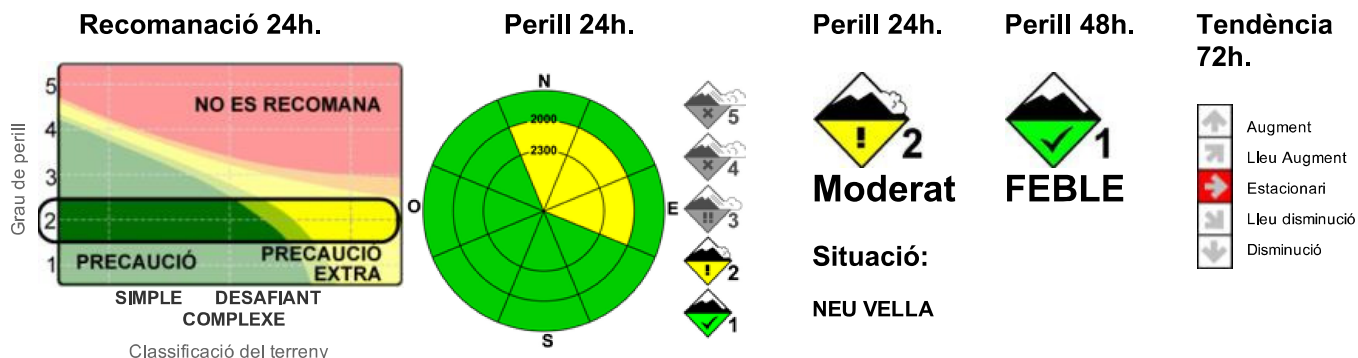 Recomanació 24h.
Perill 24h.
Perill 24h.
Perill 48h.
Tendència
72h.
Grau de perill
5
4
3
2
1
NO ES RECOMANA
PRECAUCIÓ
PRECAUCIÓ
EXTRA
SIMPLE
DESAFIANT
COMPLEXE
Classificació del terreny
N
2000
2300
O
E
S
5
4
3
2
1
2
Moderat
1
FEBLE
Situació:
NEU VELLA
Augment
Lleu Augment
Estacionari
Lleu disminució
Disminució